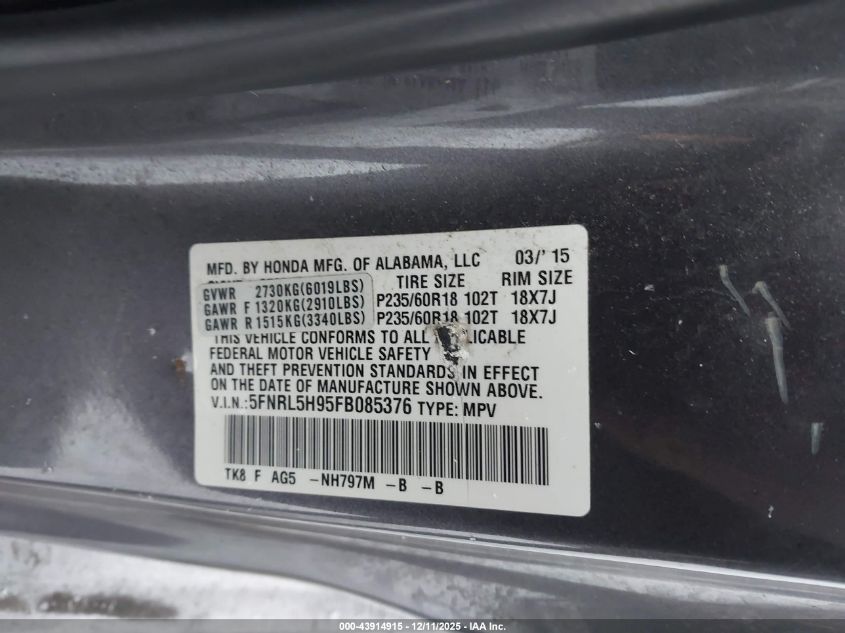 MFD. BY HONDA MFG. OF ALABAMA, LLC 03/' 15
TIRE SIZE RIM SIZE
GVWR 2730KG(6019LBS)
GAWR F 1320KG(2910LBS) P235/60R18 102T 18X7J
GAWR R 1515KG(3340LBS) P235/60R18 102T 18X7J
THIS VEHICLE CONFORMS TO ALL LICABLE
FEDERAL MOTOR VEHICLE SAFETY
AND THEFT PREVENTION STANDARDS IN EFFECT
ON THE DATE OF MANUFACTURE SHOWN ABOVE.
V.I.N.:5FNRL5H95FB085376 TYPE: MPV
TK8 F AG5 -NH797M -B -B
000-43914915 - 12/11/2025 - IAA Inc.